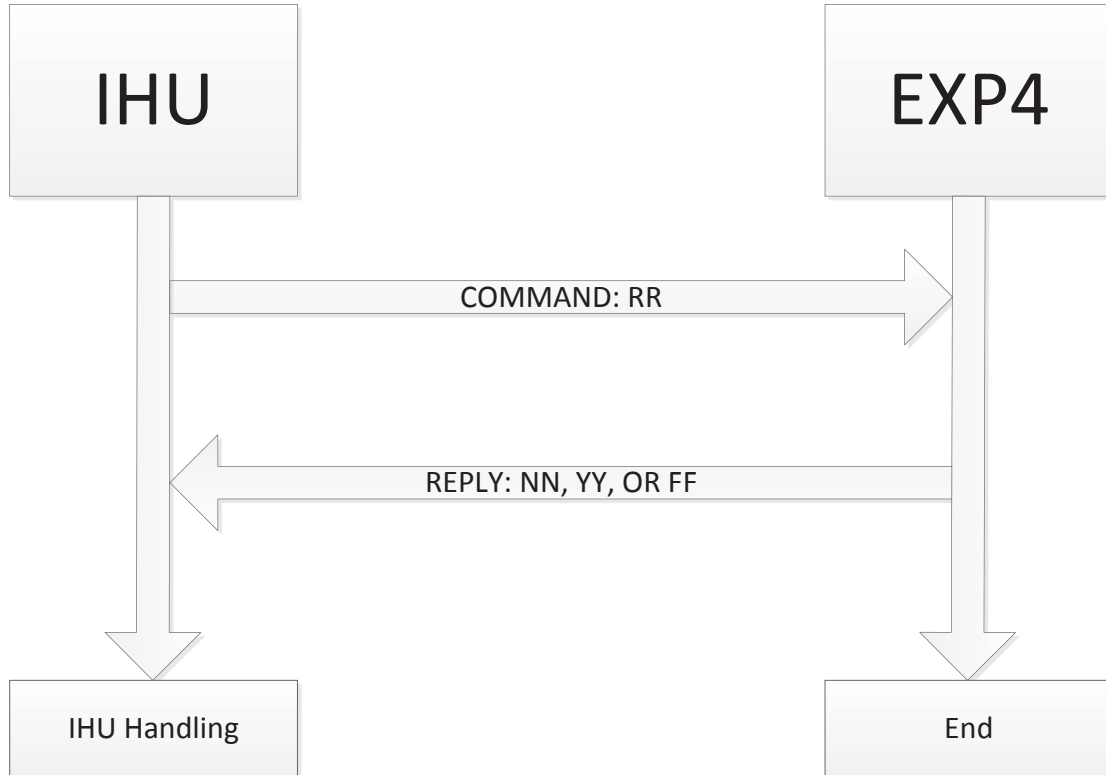 IHU
EXP4
COMMAND: RR
REPLY: NN, YY, OR FF
IHU Handling
End